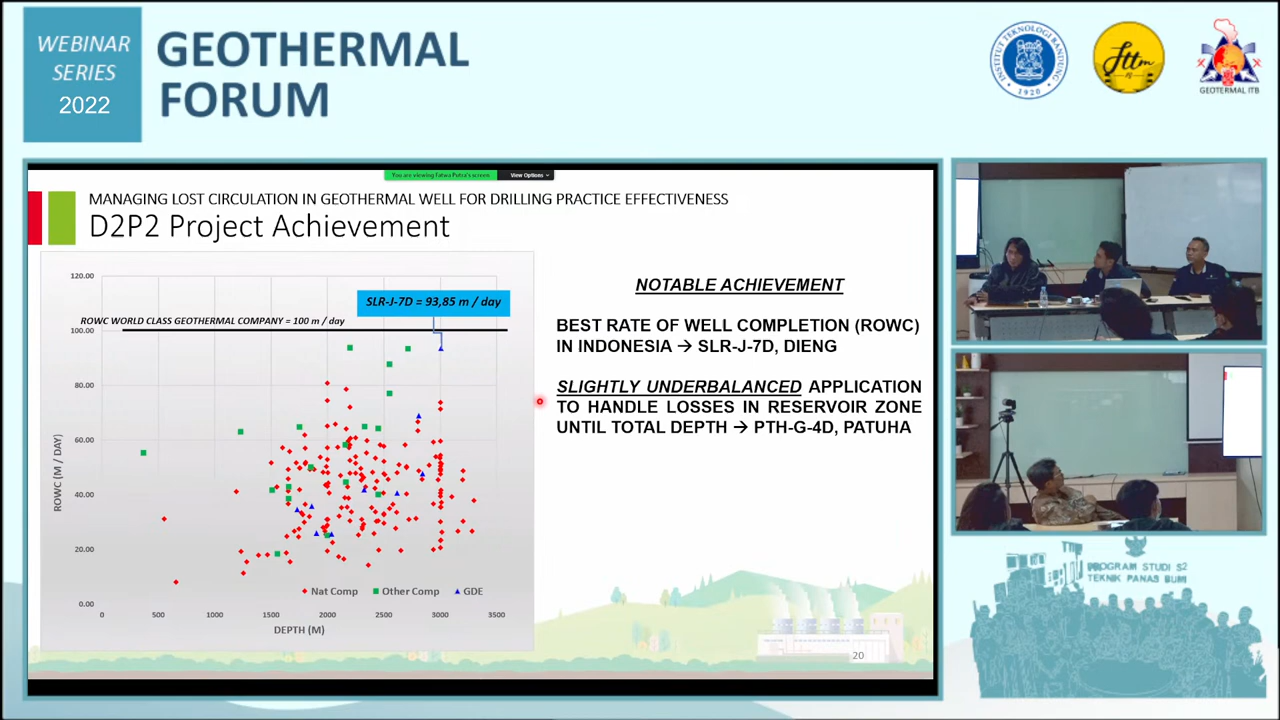 WEBINAR
SERIES
2022
GEOTHERMAL
FORUM
INSTITUT TEKNOLOGI BANDUNG
1920
fttm
GEOTERMAL ITB
You are viewing Fatwa Putra's screen
View Options
MANAGING LOST CIRCULATION IN GEOTHERMAL WELL FOR DRILLING PRACTICE EFFECTIVENESS
D2P2 Project Achievement
120.00
100.00
80.00
60.00
40.00
20.00
0.00
ROWC (M / DAY)
SLR-J-7D = 93,85 m / day
ROWC WORLD CLASS GEOTHERMAL COMPANY = 100 m / day
Nat Comp
Other Comp
GDE
0
500
1000
1500
2000
2500
3000
3500
DEPTH (M)
NOTABLE ACHIEVEMENT
BEST RATE OF WELL COMPLETION (ROWC)
IN INDONESIA → SLR-J-7D, DIENG
SLIGHTLY UNDERBALANCED APPLICATION
TO HANDLE LOSSES IN RESERVOIR ZONE
UNTIL TOTAL DEPTH → PTH-G-4D, PATUHA
20
PROGRAM STUDI S2
TEKNIK PANAS BUMI